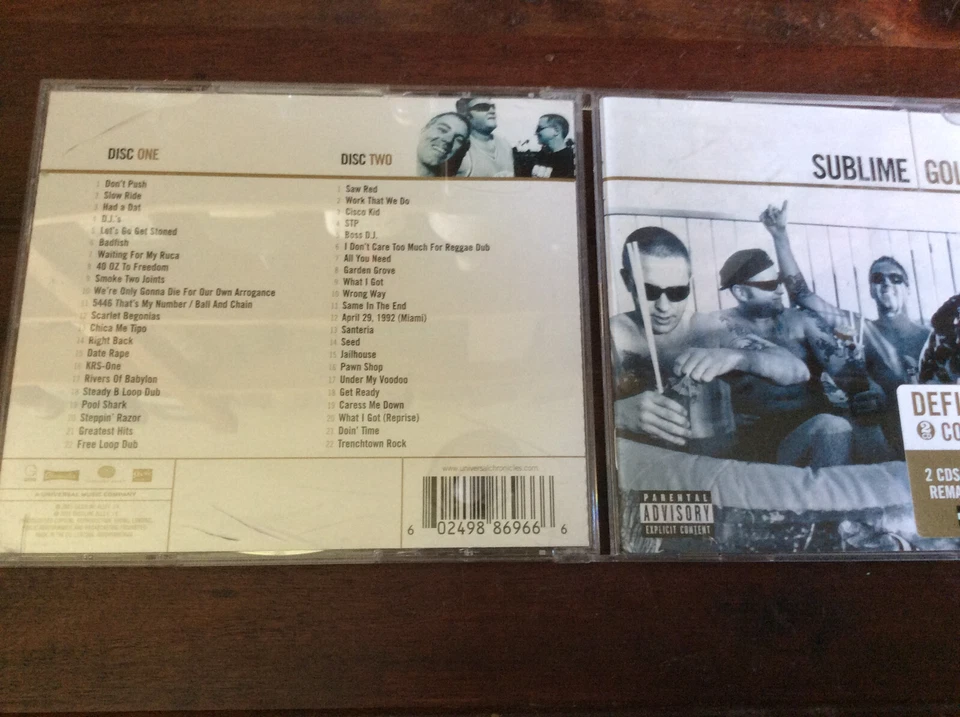 DISC ONE
1 Don't Push
2 Slow Ride
3 Had a Dat
4 D.J.'s
5 Let's Go Get Stoned
6 Badfish
7 Waiting For My Ruca
8 40 OZ To Freedom
9 Smoke Two Joints
10 We're Only Gonna Die For Our Own Arrogance
11 5446 That's My Number / Ball And Chain
12 Scarlet Begonias
13 Chica Me Tipo
14 Right Back
15 Date Rape
16 KRS-One
17 Rivers Of Babylon
18 Steady B Loop Dub
19 Pool Shark
20 Steppin' Razor
21 Greatest Hits
22 Free Loop Dub
DISC TWO
1 Saw Red
2 Work That We Do
3 Cisco Kid
4 STP
5 Boss D.J.
6 I Don't Care Too Much For Reggae Dub
7 All You Need
8 Garden Grove
9 What I Got
10 Wrong Way
11 Same In The End
12 April 29, 1992 (Miami)
13 Santeria
14 Seed
15 Jailhouse
16 Pawn Shop
17 Under My Voodoo
18 Get Ready
19 Caress Me Down
20 What I Got (Reprise)
21 Doin' Time
22 Trenchtown Rock
www.universalchronicles.com
6 02498 86966 6
SUBLIME GOL
DEFI
2 CD CO
2 CDS
REMA
PARENTAL
ADVISORY
EXPLICIT CONTENT